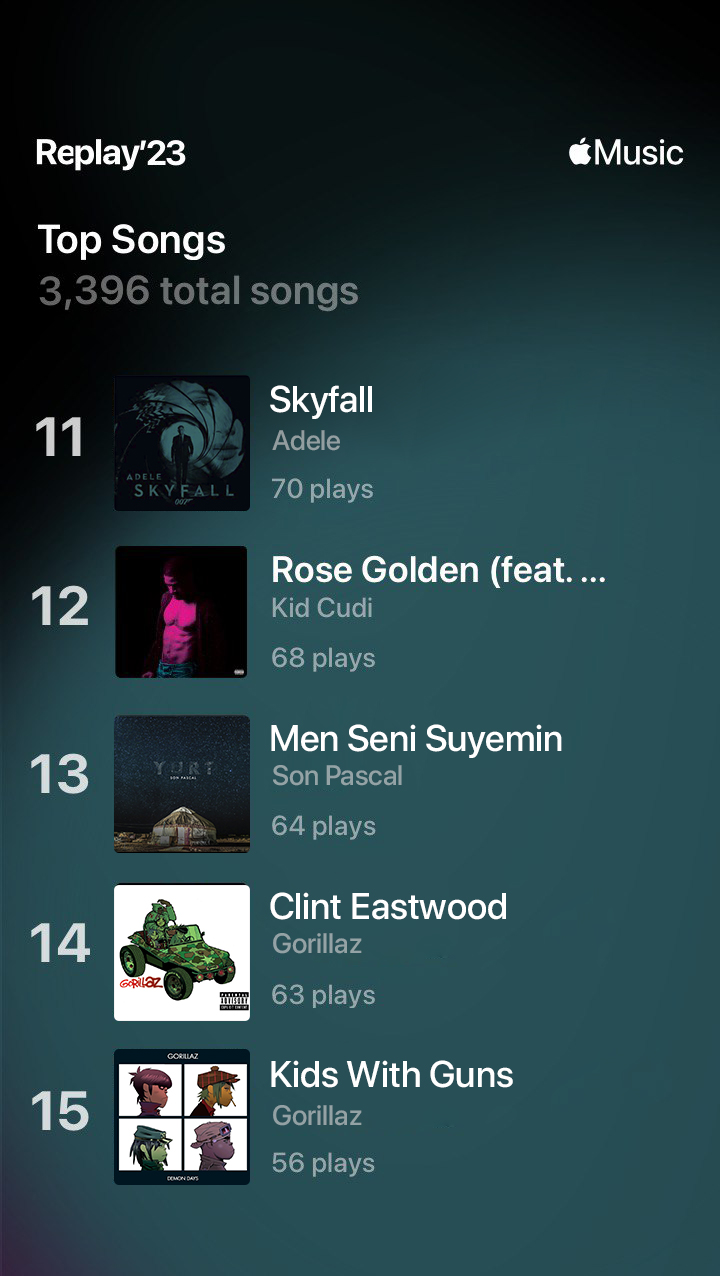 Replay'23
Music
Top Songs
3,396 total songs
11
ADELE
SKYFALL
007
Skyfall
Adele
70 plays
12
Rose Golden (feat. ...
Kid Cudi
68 plays
13
YURT
SON PASCAL
Men Seni Suyemin
Son Pascal
64 plays
14
GORILLAZ
PARENTAL
ADVISORY
EXPLICIT CONTENT
Clint Eastwood
Gorillaz
63 plays
15
GORILLAZ
DEMON DAYS
Kids With Guns
Gorillaz
56 plays